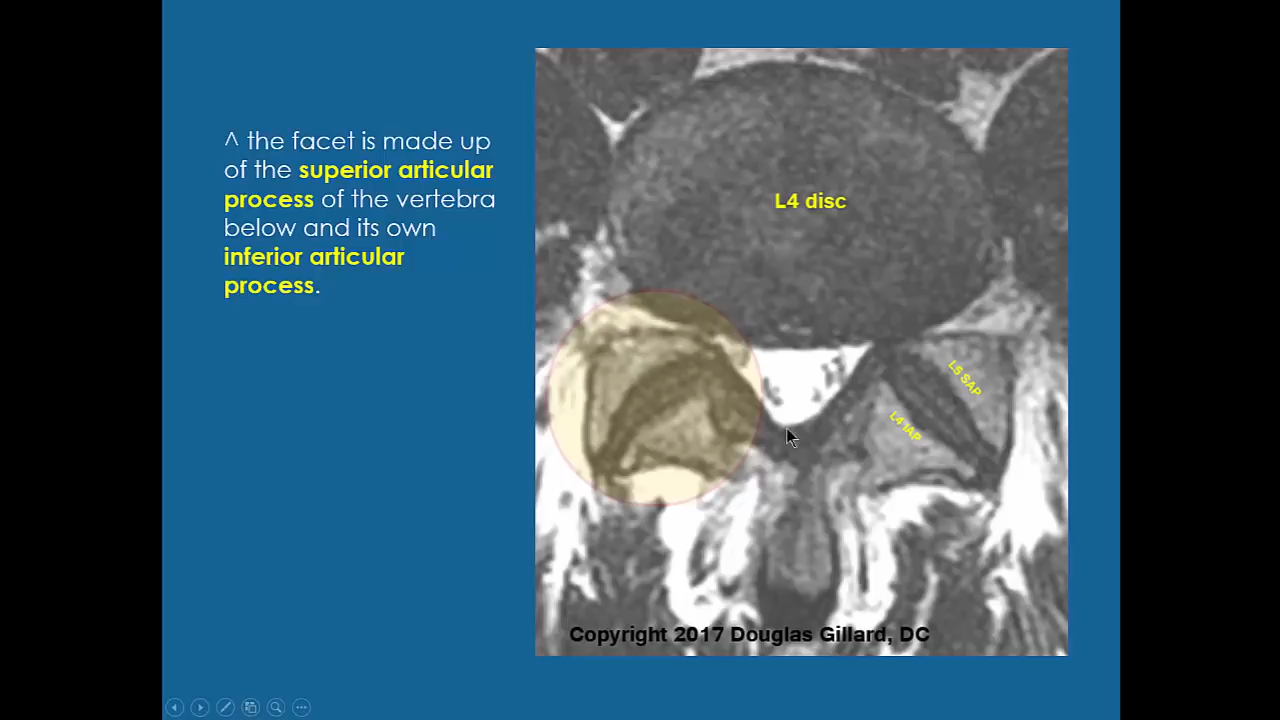 ^ the facet is made up
of the superior articular
process of the vertebra
below and its own
inferior articular
process.
L4 disc
L5 SAP
L4 IAP
Copyright 2017 Douglas Gillard, DC